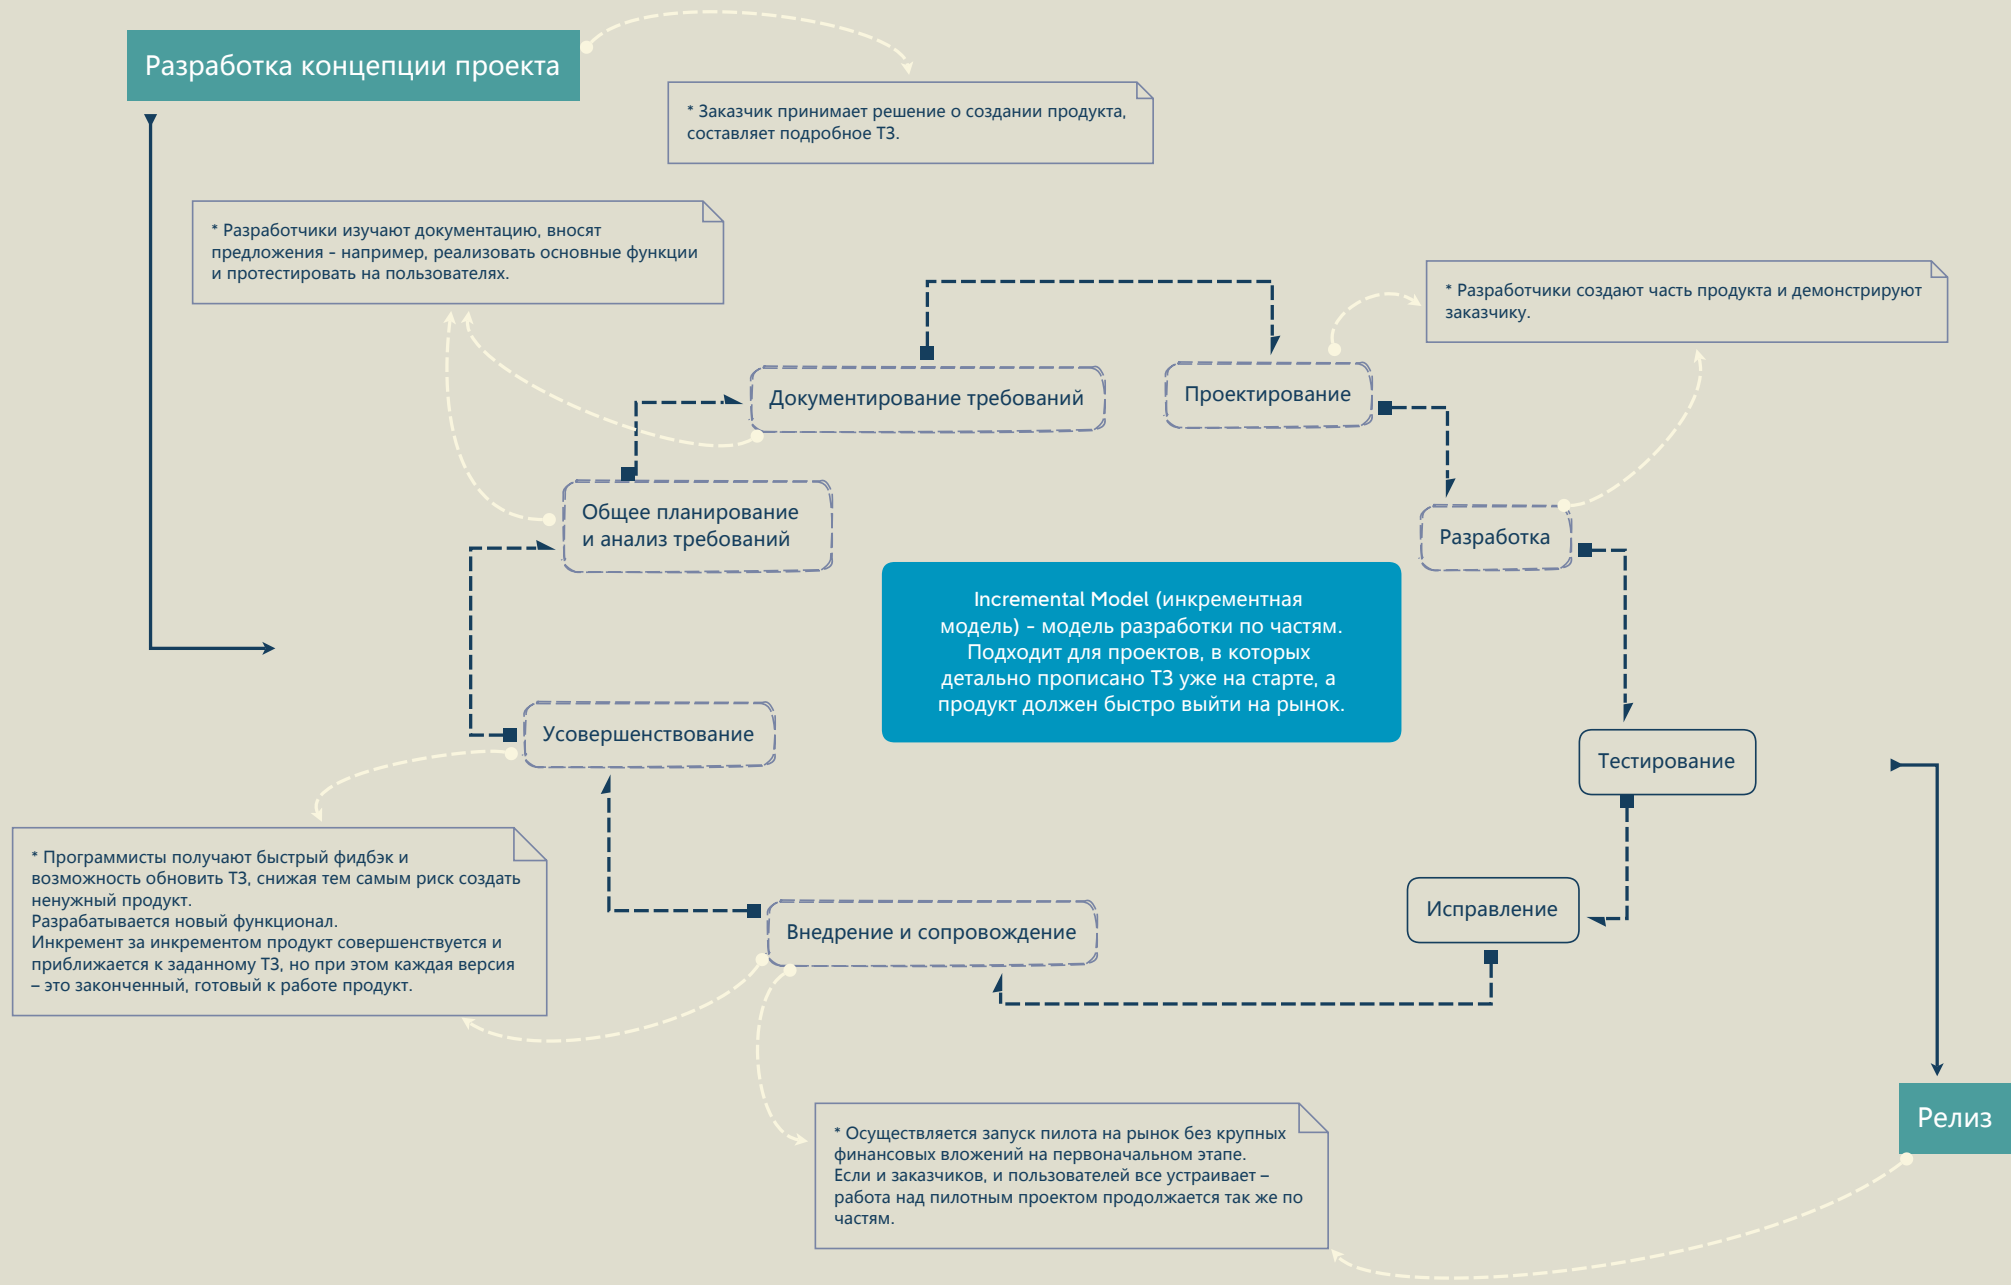 Разработка концепции проекта
* Заказчик принимает решение о создании продукта,
составляет подробное ТЗ.
* Разработчики изучают документацию, вносят
предложения - например, реализовать основные функции
и протестировать на пользователях.
* Разработчики создают часть продукта и демонстрируют
заказчику.
Документирование требований
Проектирование
Общее планирование
и анализ требований
Разработка
Incremental Model (инкрементная
модель) - модель разработки по частям.
Подходит для проектов, в которых
детально прописано ТЗ уже на старте, а
продукт должен быстро выйти на рынок.
Усовершенствование
Тестирование
* Программисты получают быстрый фидбэк и
возможность обновить ТЗ, снижая тем самым риск создать
ненужный продукт.
Разрабатывается новый функционал.
Инкремент за инкрементом продукт совершенствуется и
приближается к заданному ТЗ, но при этом каждая версия
– это законченный, готовый к работе продукт.
Исправление
Внедрение и сопровождение
* Осуществляется запуск пилота на рынок без крупных
финансовых вложений на первоначальном этапе.
Если и заказчиков, и пользователей все устраивает –
работа над пилотным проектом продолжается так же по
частям.
Релиз